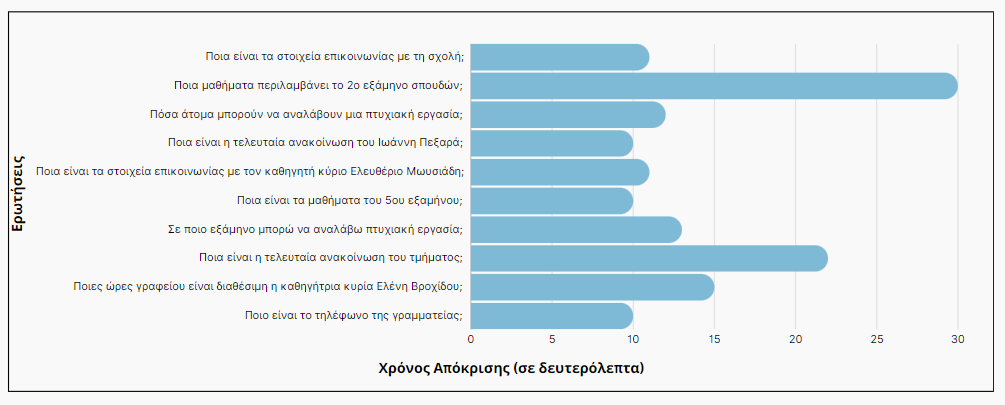 Ποια είναι τα στοιχεία επικοινωνίας με τη σχολή;
Ποια μαθήματα περιλαμβάνει το 2ο εξάμηνο σπουδών;
Πόσα άτομα μπορούν να αναλάβουν μια πτυχιακή εργασία;
Ποια είναι η τελευταία ανακοίνωση του Ιωάννη Πεξαρά;
Ποια είναι τα στοιχεία επικοινωνίας με τον καθηγητή κύριο Ελευθέριο Μωυσιάδη;
Ποια είναι τα μαθήματα του 5ου εξαμήνου;
Σε ποιο εξάμηνο μπορώ να αναλάβω πτυχιακή εργασία;
Ποια είναι η τελευταία ανακοίνωση του τμήματος;
Ποιες ώρες γραφείου είναι διαθέσιμη η καθηγήτρια κυρία Ελένη Βροχίδου;
Ποιο είναι το τηλέφωνο της γραμματείας;
Ερωτήσεις
0 5 10 15 20 25 30
Χρόνος Απόκρισης (σε δευτερόλεπτα)